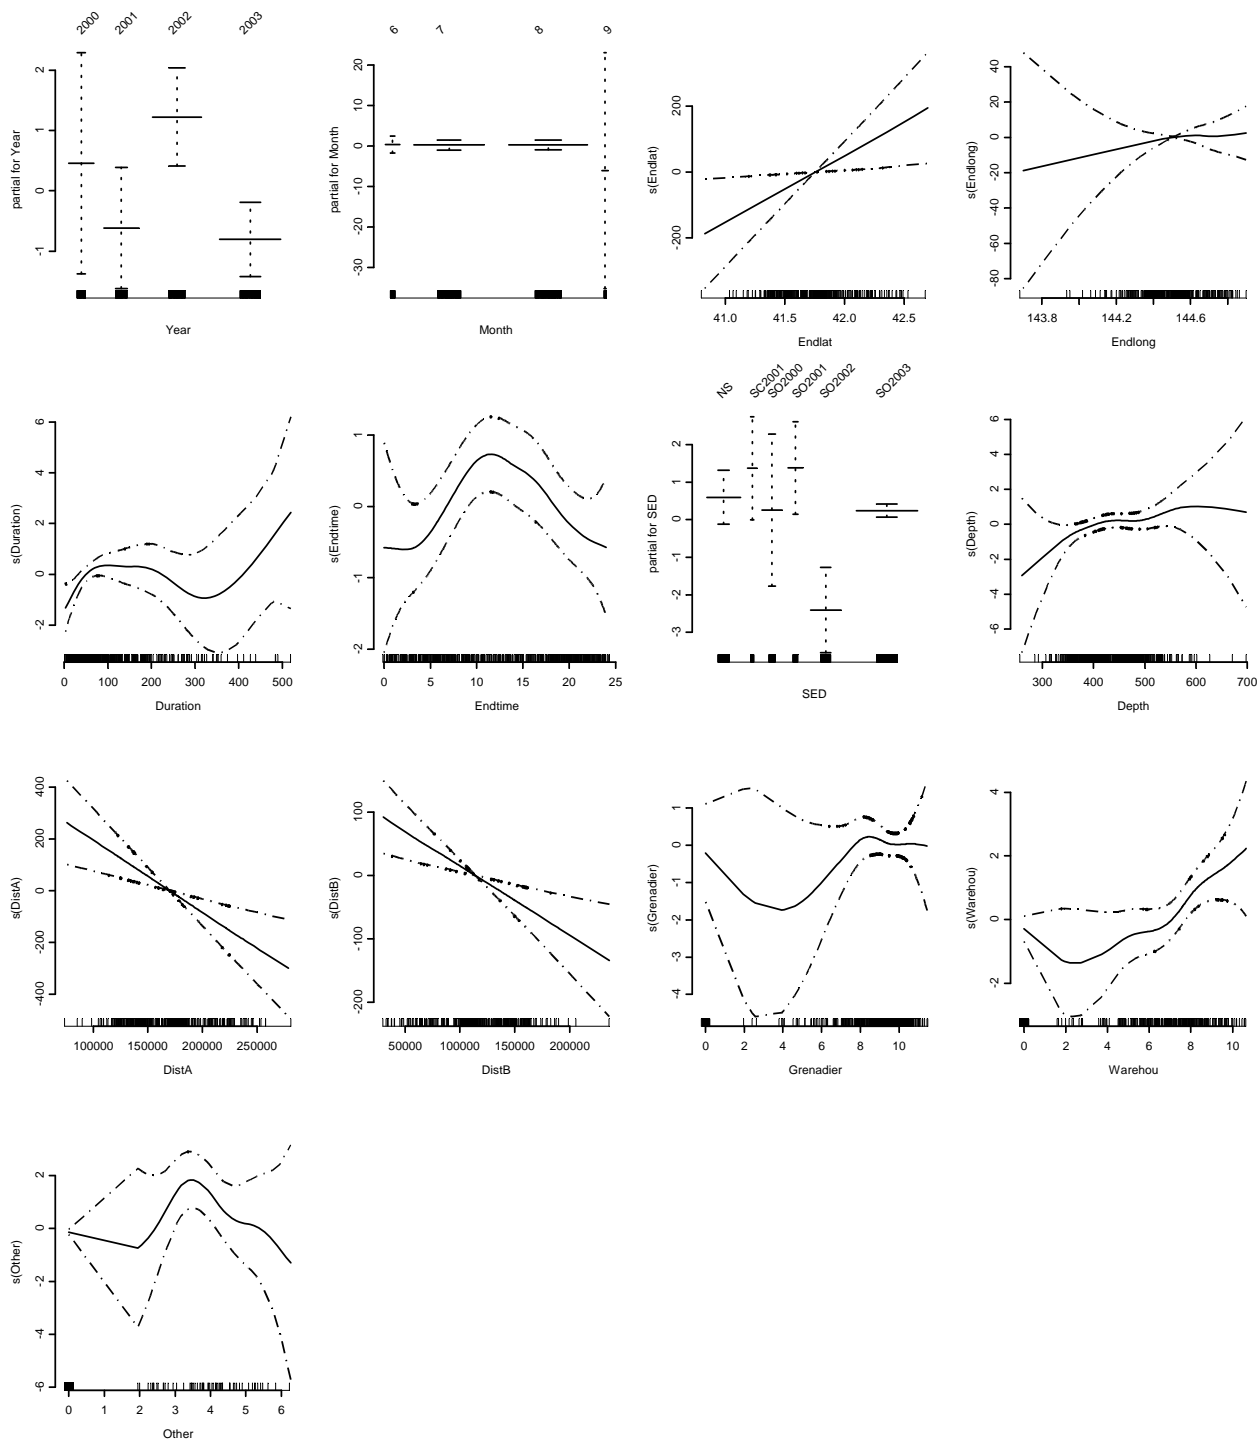 2000 2001 2002 2003
partial for Year
2
1
0
-1
Year
6 7 8 9
partial for Month
20
10
0
-10
-20
-30
Month
s(Endlat)
200
0
-200
41.0 41.5 42.0 42.5
Endlat
s(Endlong)
40
20
0
-20
-40
-60
-80
143.8 144.2 144.6
Endlong
s(Duration)
6
4
2
0
-2
0 100 200 300 400 500
Duration
s(Endtime)
1
0
-1
-2
0 5 10 15 20 25
Endtime
NS SC2001 SO2000 SO2001 SO2002 SO2003
partial for SED
2
1
0
-1
-2
-3
SED
s(Depth)
6
4
2
0
-2
-4
-6
300 400 500 600 700
Depth
s(DistA)
400
200
0
-200
-400
100000 150000 200000 250000
DistA
s(DistB)
100
0
-100
-200
50000 100000 150000 200000
DistB
s(Grenadier)
1
0
-1
-2
-3
-4
0 2 4 6 8 10
Grenadier
s(Warehou)
4
2
0
-2
0 2 4 6 8 10
Warehou
s(Other)
2
0
-2
-4
-6
0 1 2 3 4 5 6
Other